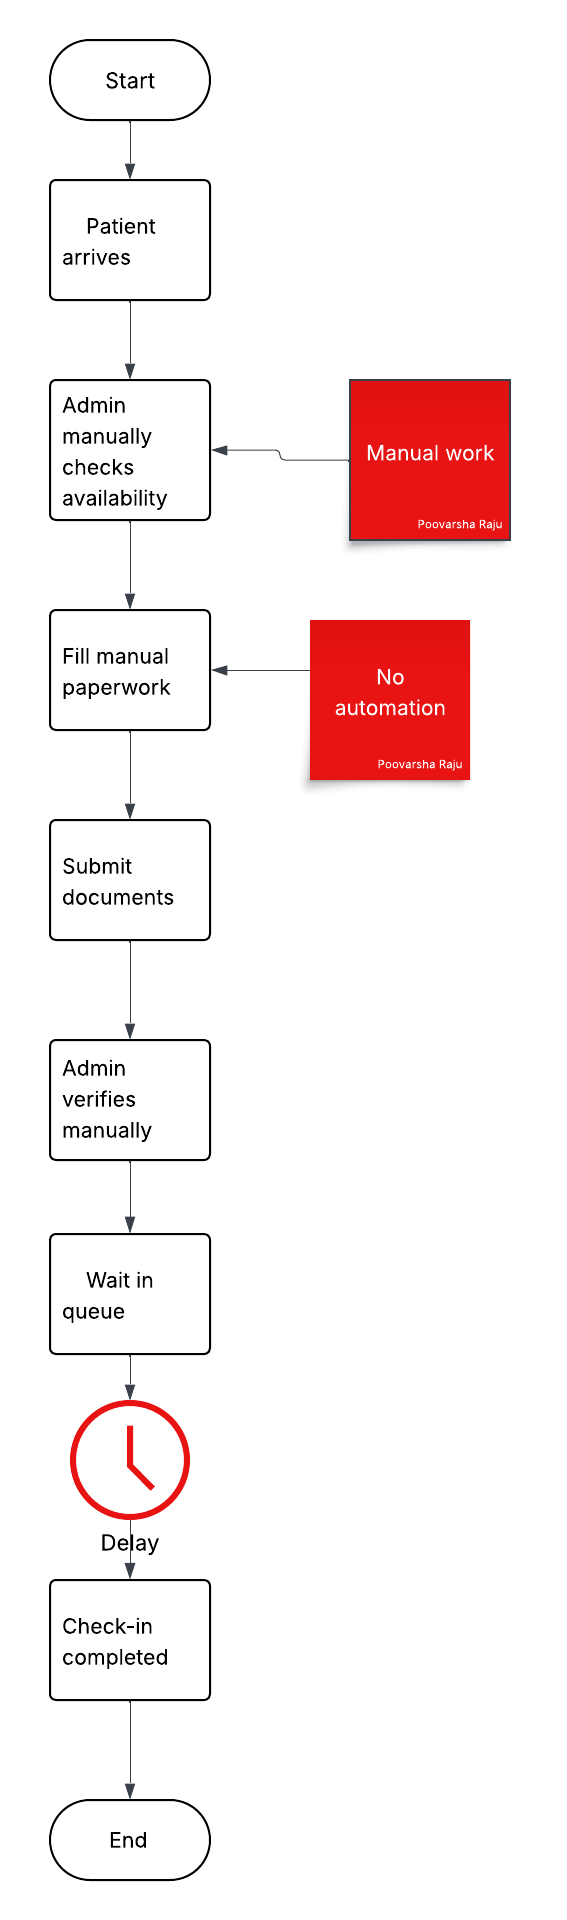 Start
Patient
arrives
Admin
manually
checks
availability
Manual work
Poovarsha Raju
Fill manual
paperwork
No
automation
Poovarsha Raju
Submit
documents
Admin
verifies
manually
Wait in
queue
Delay
Check-in
completed
End